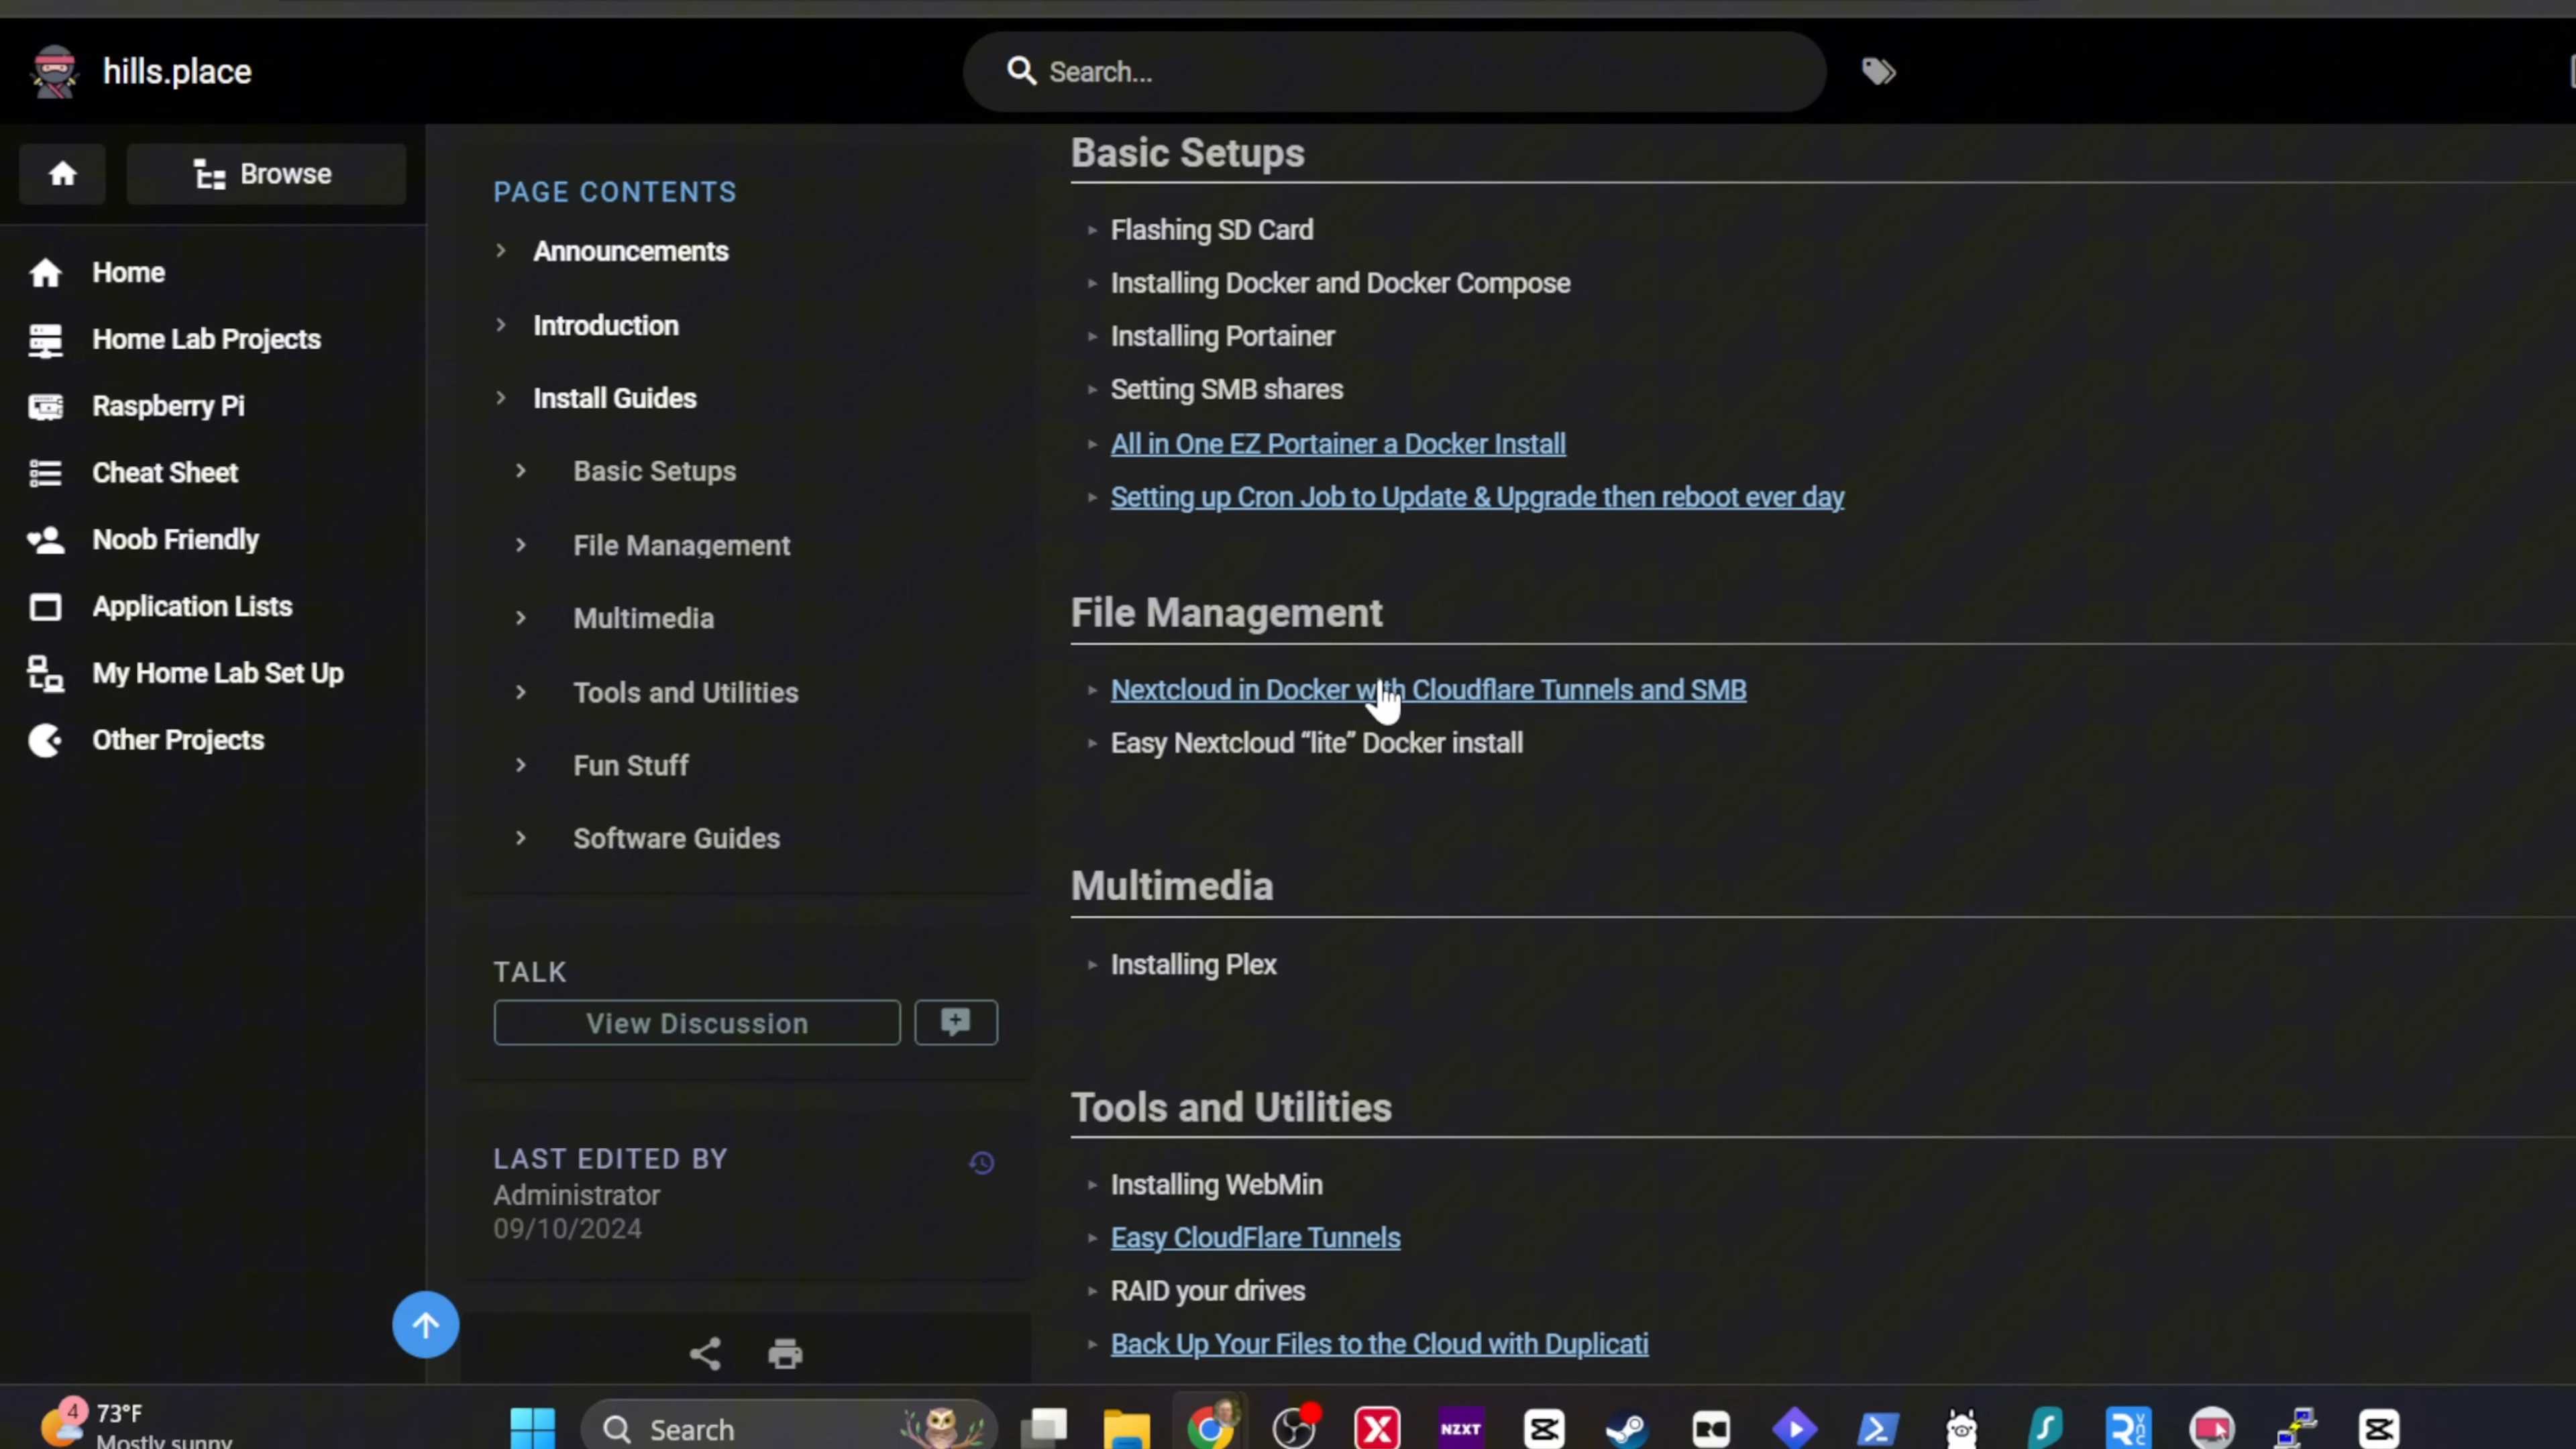 hills.place
Search...
Browse
Home
Home Lab Projects
Raspberry Pi
Cheat Sheet
Noob Friendly
Application Lists
My Home Lab Set Up
Other Projects
PAGE CONTENTS
Announcements
Introduction
Install Guides
Basic Setups
File Management
Multimedia
Tools and Utilities
Fun Stuff
Software Guides
TALK
View Discussion
LAST EDITED BY
Administrator
09/10/2024
Basic Setups
Flashing SD Card
Installing Docker and Docker Compose
Installing Portainer
Setting SMB shares
All in One EZ Portainer a Docker Install
Setting up Cron Job to Update & Upgrade then reboot ever day
File Management
Nextcloud in Docker with Cloudflare Tunnels and SMB
Easy Nextcloud “lite” Docker install
Multimedia
Installing Plex
Tools and Utilities
Installing WebMin
Easy CloudFlare Tunnels
RAID your drives
Back Up Your Files to the Cloud with Duplicati
4
73°F
Mostly sunny
Search
NZXT